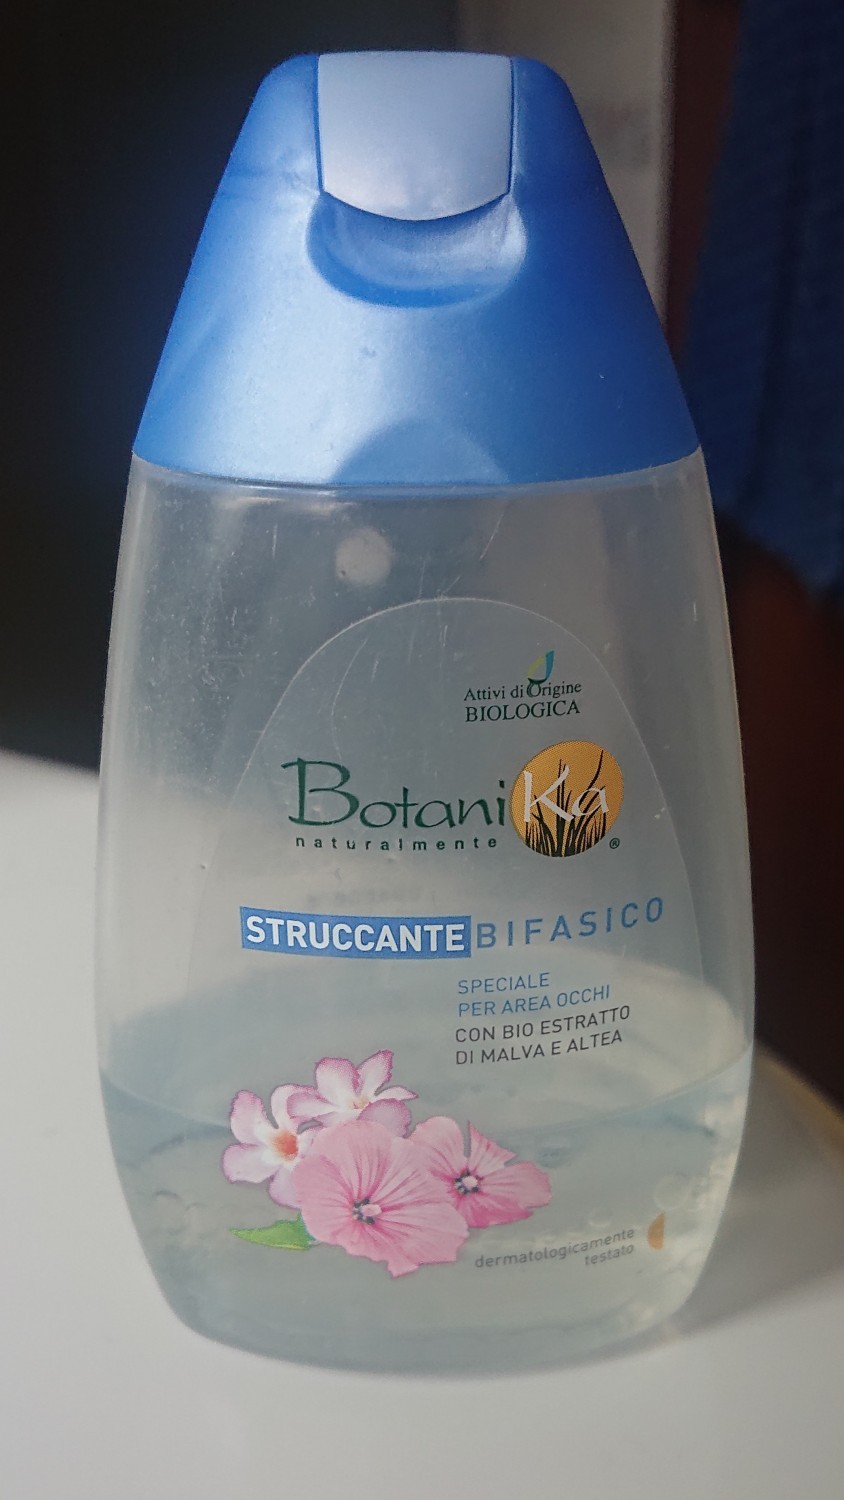 Attivi di Origine
BIOLOGICA
BotaniKa
naturalmente ®
STRUCCANTE BIFASICO
SPECIALE
PER AREA OCCHI
CON BIO ESTRATTO
DI MALVA E ALTEA
dermatologicamente
testato